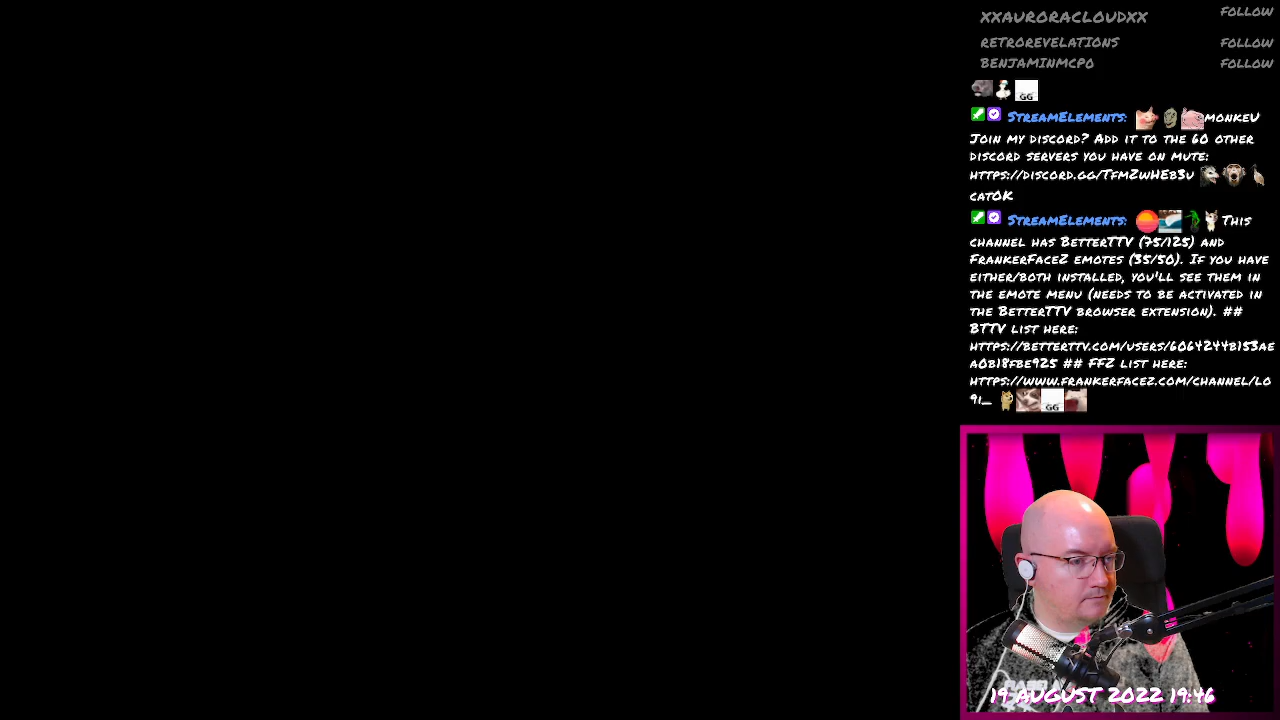 XXAURORACLOUDXX FOLLOW
RETROREVELATIONS FOLLOW
BENJAMINMCPO FOLLOW
GG
STREAMELEMENTS: MONKEU
JOIN MY DISCORD? ADD IT TO THE 60 OTHER
DISCORD SERVERS YOU HAVE ON MUTE:
HTTPS://DISCORD.GG/TFMZWHEB3U
CATOK
STREAMELEMENTS: THIS
CHANNEL HAS BETTERTTV (75/125) AND
FRANKERFACEZ EMOTES (35/50). IF YOU HAVE
EITHER/BOTH INSTALLED, YOU'LL SEE THEM IN
THE EMOTE MENU (NEEDS TO BE ACTIVATED IN
THE BETTERTTV BROWSER EXTENSION). ##
BTTV LIST HERE:
HTTPS://BETTERTTV.COM/USERS/6064244B153AE
A0B18FBE925 ## FFZ LIST HERE:
HTTPS://WWW.FRANKERFACEZ.COM/CHANNEL/LO
9I_ GG
19 AUGUST 2022 19:46